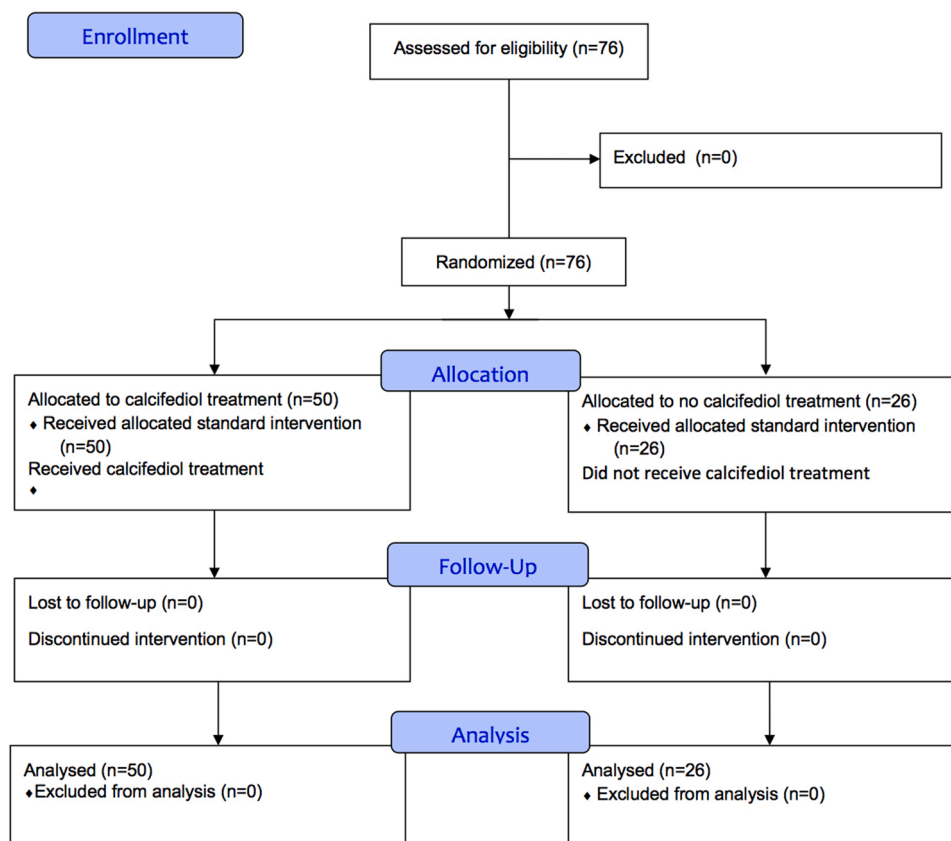 Enrollment
Assessed for eligibility (n=76)
Excluded (n=0)
Randomized (n=76)
Allocation
Allocated to calcifediol treatment (n=50)
♦ Received allocated standard intervention
(n=50)
Received calcifediol treatment
♦
Allocated to no calcifediol treatment (n=26)
♦ Received allocated standard intervention
(n=26)
Did not receive calcifediol treatment
Follow-Up
Lost to follow-up (n=0)
Discontinued intervention (n=0)
Lost to follow-up (n=0)
Discontinued intervention (n=0)
Analysis
Analysed (n=50)
♦Excluded from analysis (n=0)
Analysed (n=26)
♦ Excluded from analysis (n=0)